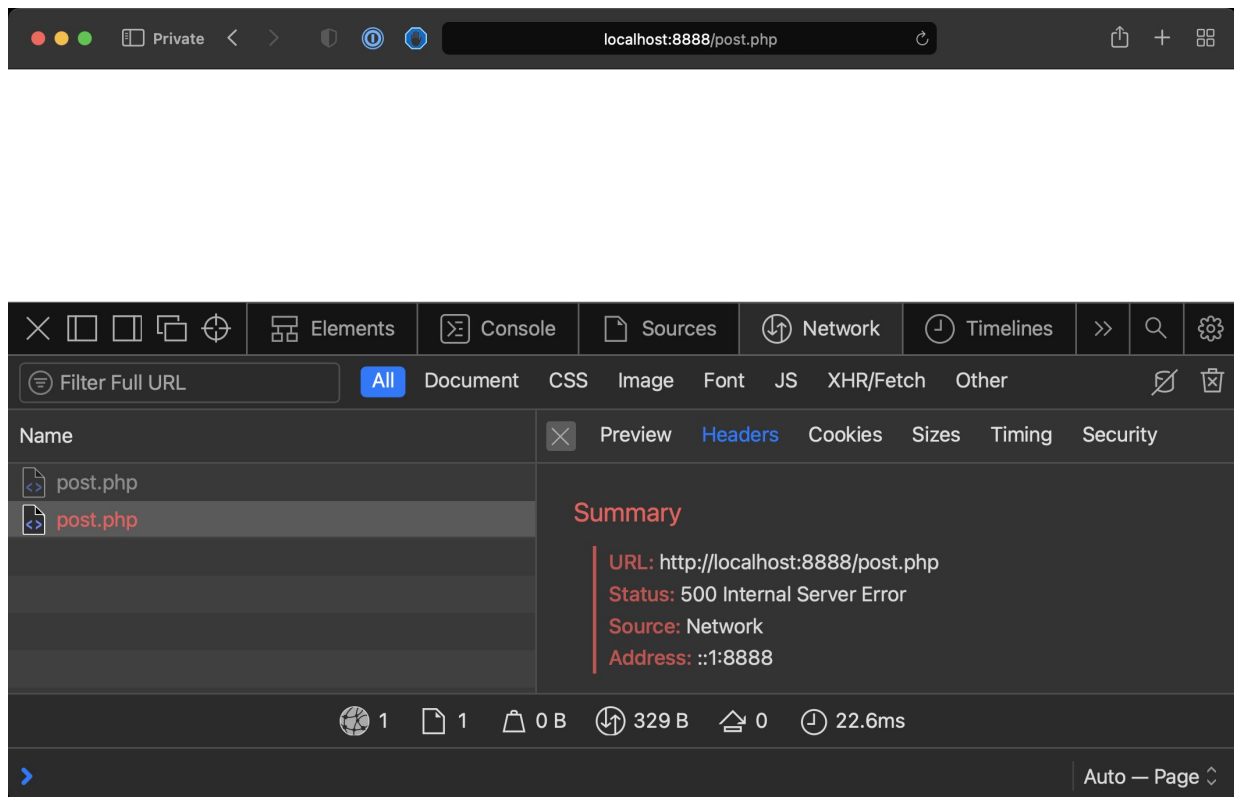 Private localhost:8888/post.php
Elements Console Sources Network Timelines
Filter Full URL All Document CSS Image Font JS XHR/Fetch Other
Name Preview Headers Cookies Sizes Timing Security
post.php
post.php
Summary
URL: http://localhost:8888/post.php
Status: 500 Internal Server Error
Source: Network
Address: ::1:8888
1 1 0 B 329 B 0 22.6ms
Auto — Page